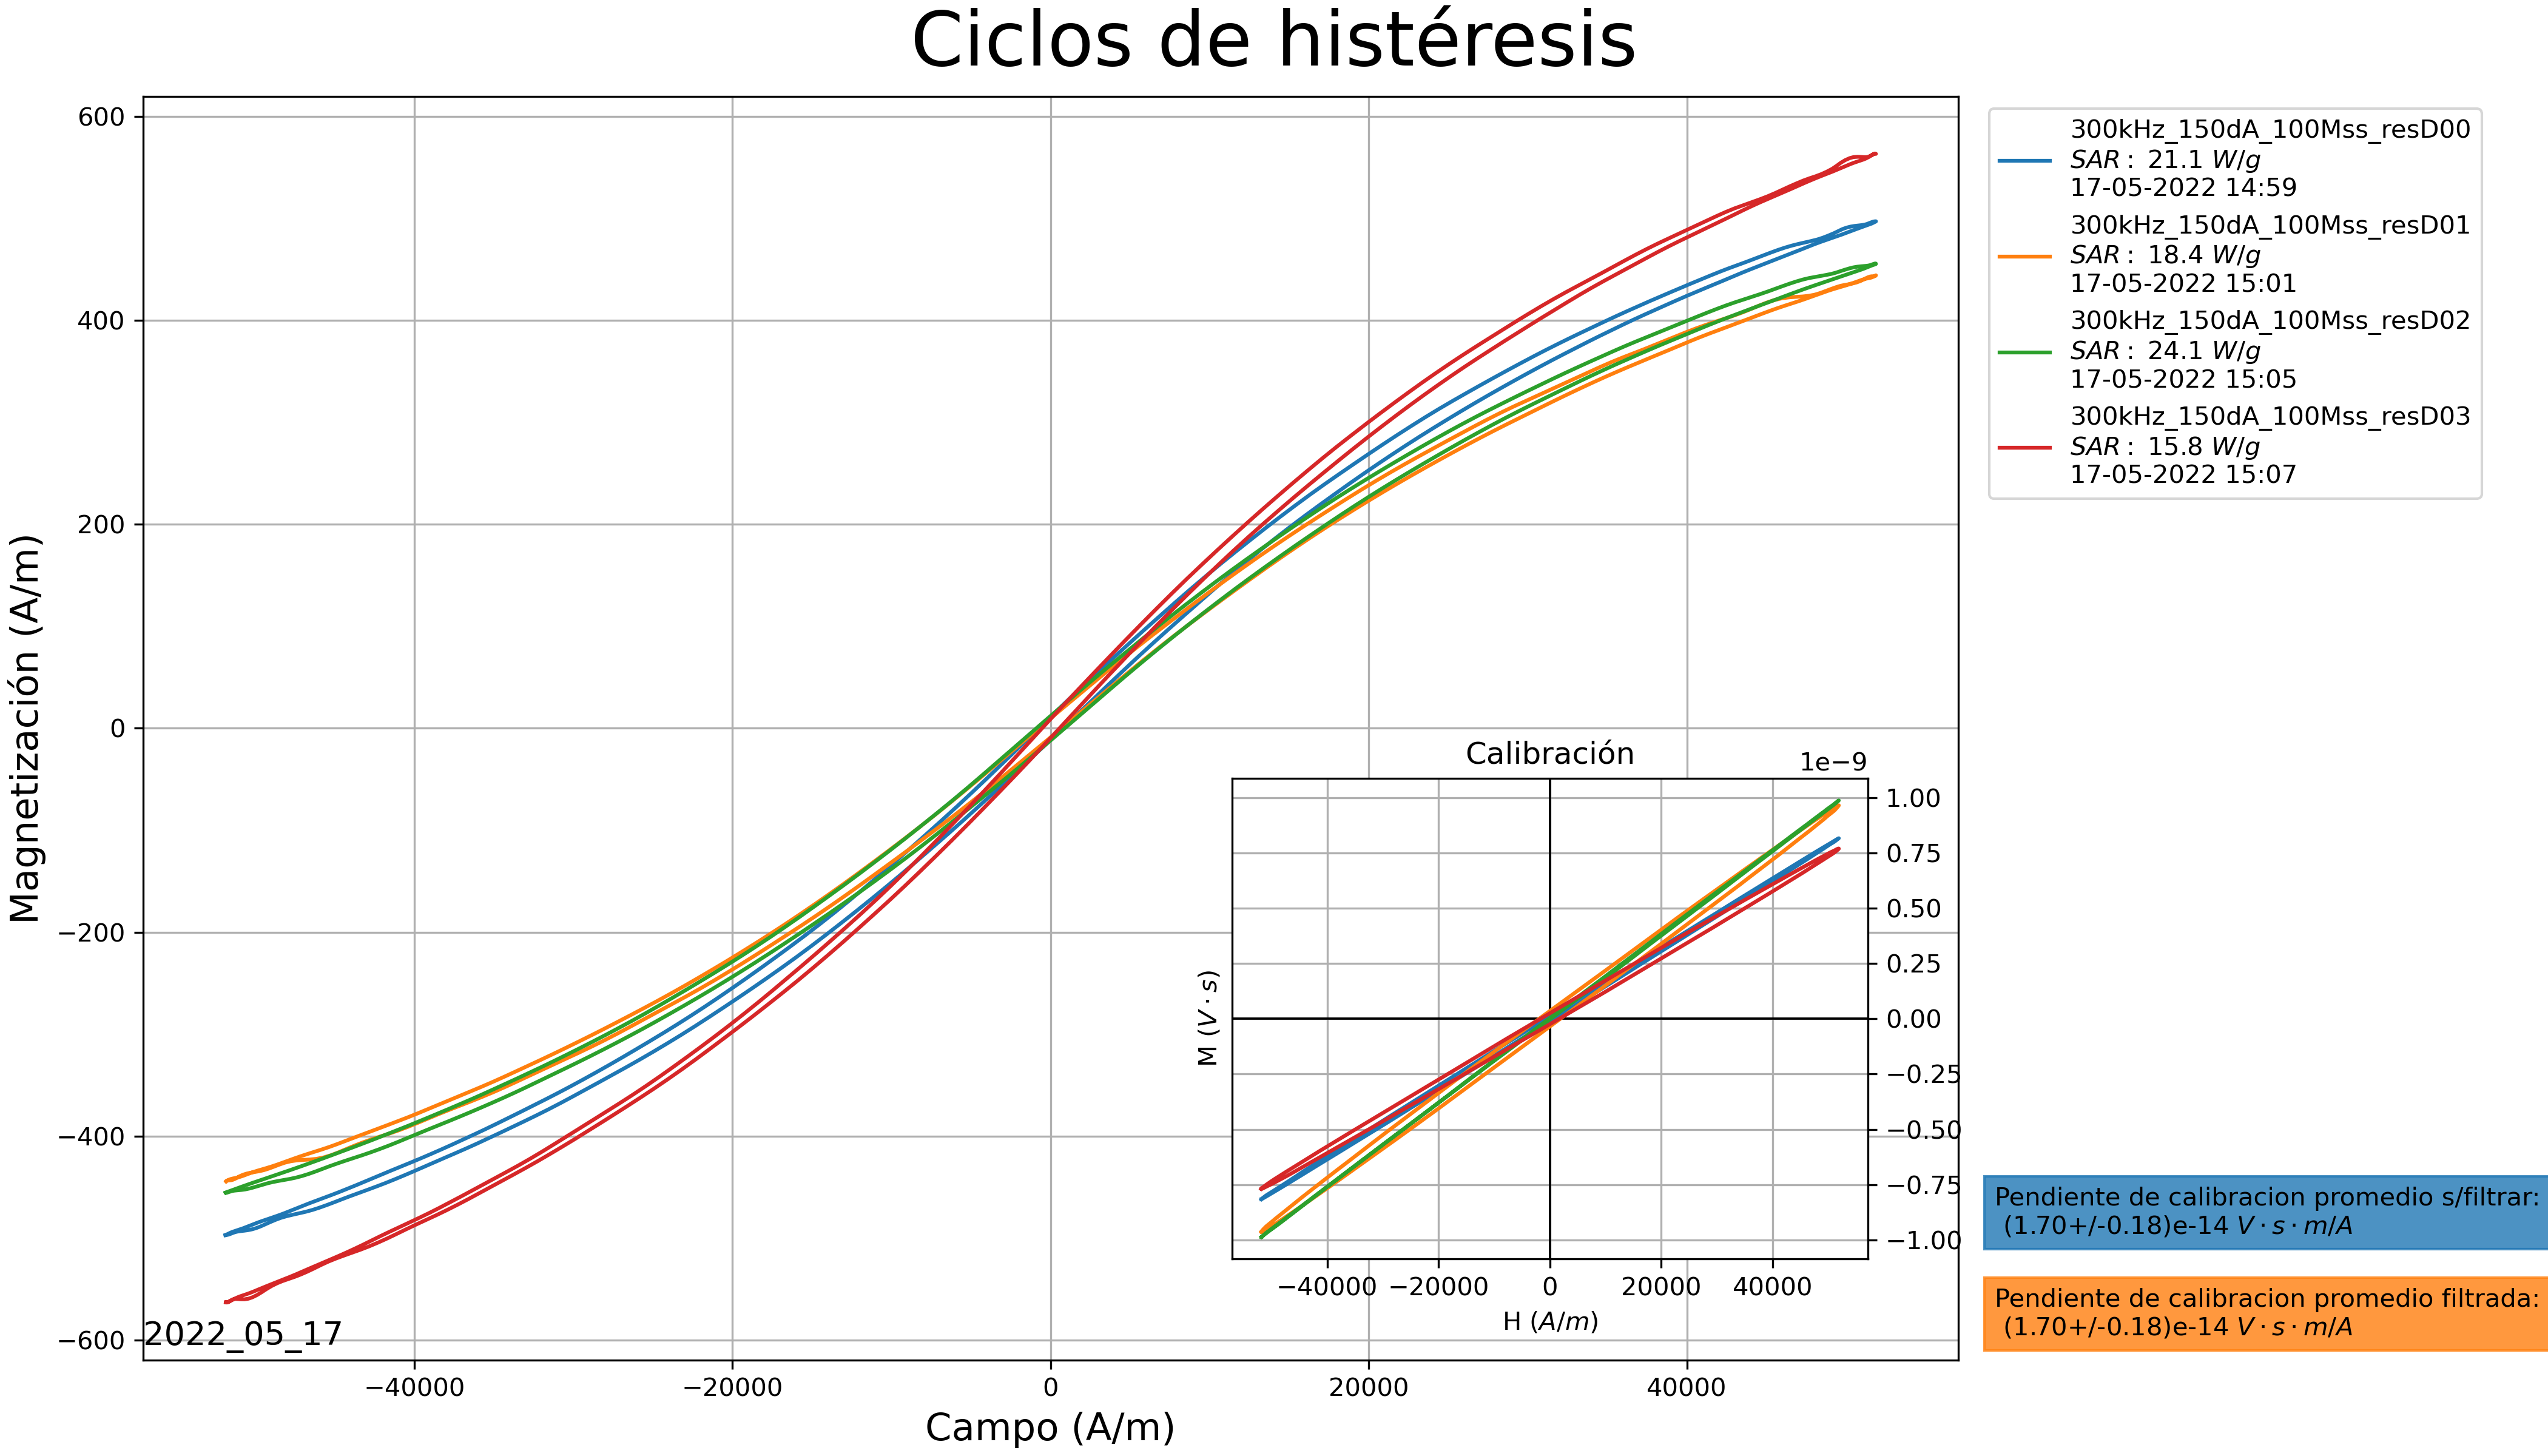 Ciclos de histéresis
600
400
200
0
−200
−400
−600
Magnetización (A/m)
−40000 −20000 0 20000 40000
Campo (A/m)
2022_05_17
300kHz_150dA_100Mss_resD00
SAR : 21.1 W/g
17-05-2022 14:59
300kHz_150dA_100Mss_resD01
SAR : 18.4 W/g
17-05-2022 15:01
300kHz_150dA_100Mss_resD02
SAR : 24.1 W/g
17-05-2022 15:05
300kHz_150dA_100Mss_resD03
SAR : 15.8 W/g
17-05-2022 15:07
Calibración
1e−9
1.00
0.75
0.50
0.25
0.00
−0.25
−0.50
−0.75
−1.00
M (V · s)
−40000 −20000 0 20000 40000
H (A/m)
Pendiente de calibracion promedio s/filtrar:
(1.70+/-0.18)e-14 V · s · m/A
Pendiente de calibracion promedio filtrada:
(1.70+/-0.18)e-14 V · s · m/A